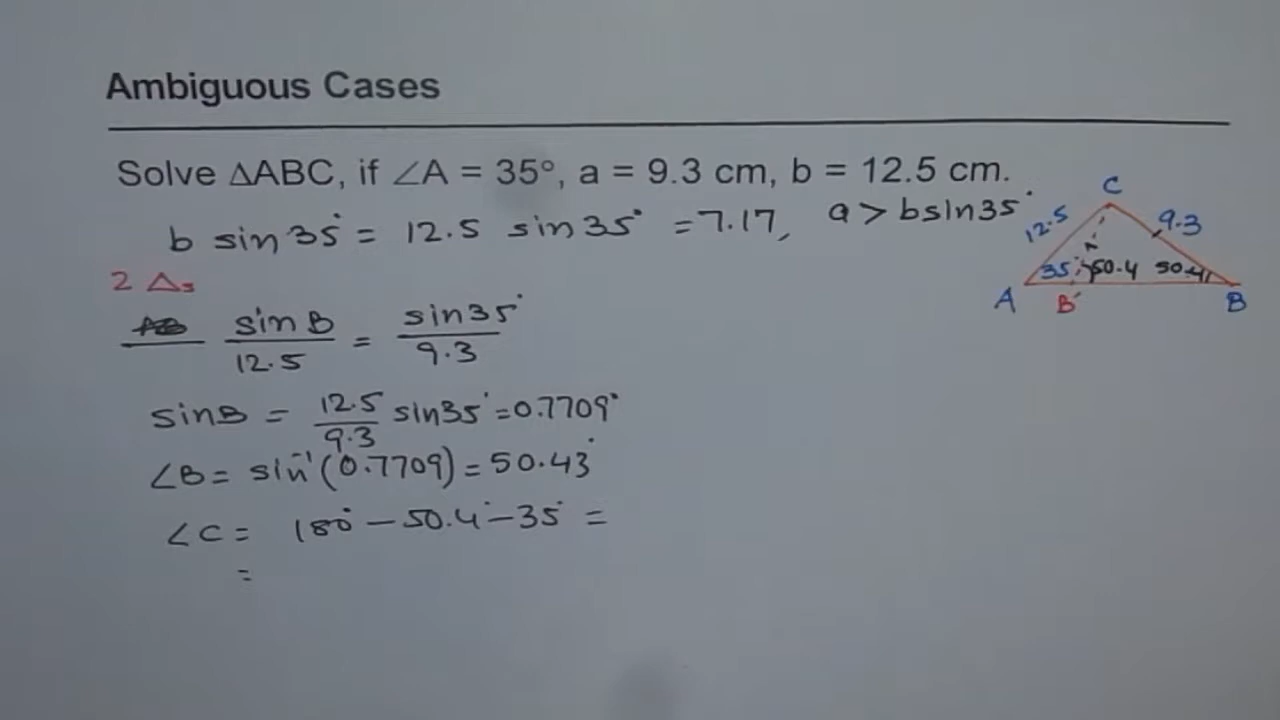 Ambiguous Cases
Solve ΔABC, if ∠A = 35°, a = 9.3 cm, b = 12.5 cm.
b sin 35° = 12.5 sin 35° = 7.17, a > b sin 35°
2 Δs
sin B / 12.5 = sin 35° / 9.3
sin B = 12.5 / 9.3 sin 35° = 0.7709°
∠B = sin⁻¹(0.7709) = 50.43°
∠C = 180° − 50.4° − 35° =
=
C
12.5 9.3
35° 50.4 50.4
A B' B